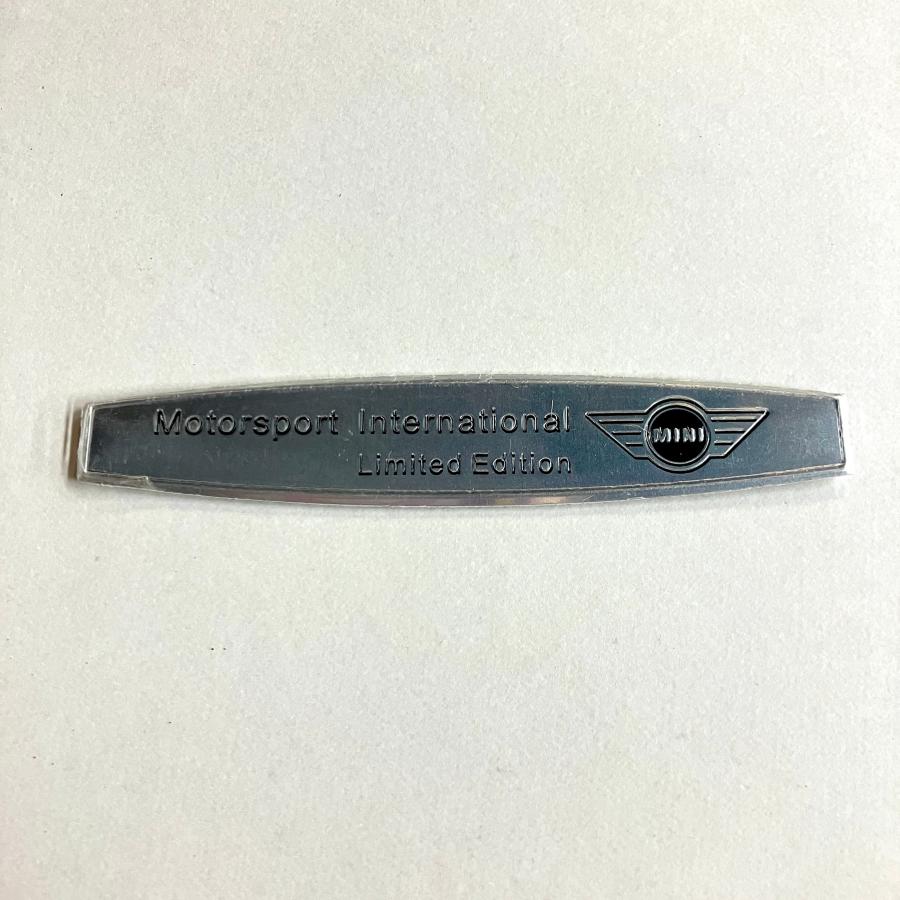 Motorsport International
Limited Edition
MINI